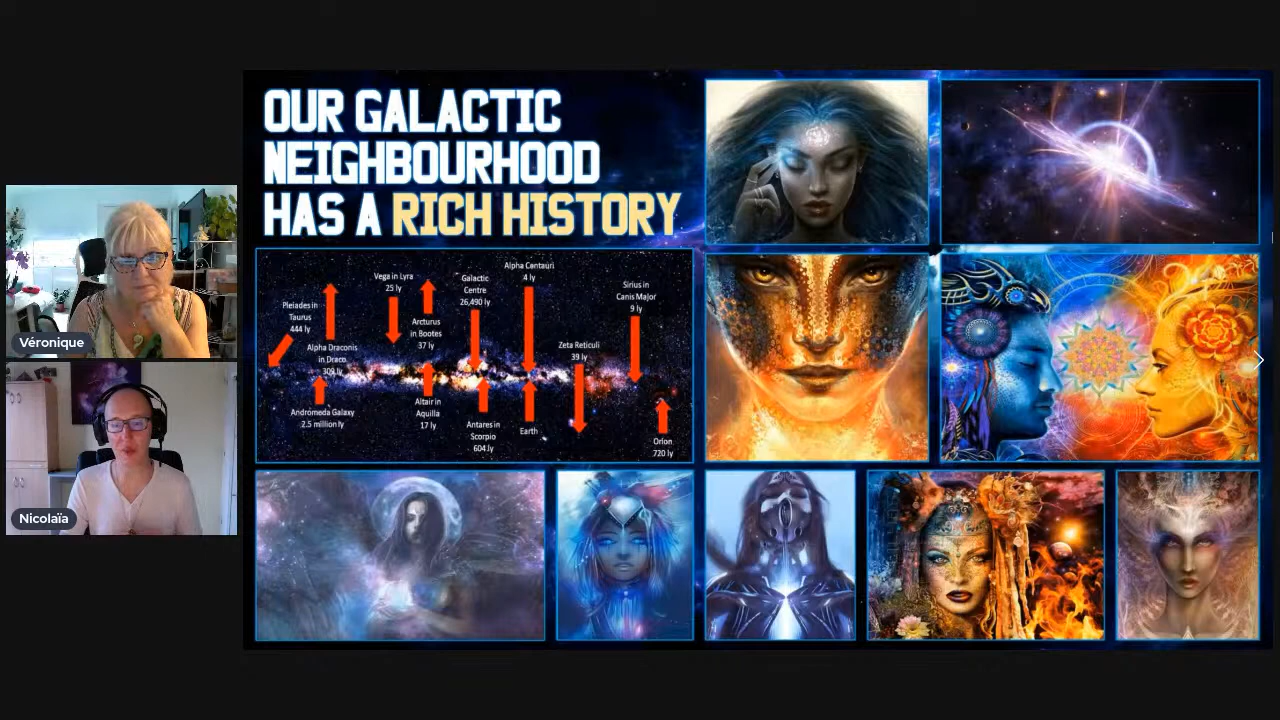 OUR GALACTIC
NEIGHBOURHOOD
HAS A RICH HISTORY
Alpha Centauri
4 ly
Vega in Lyra
25 ly
Galactic
Centre
26,490 ly
Sirius in
Canis Major
9 ly
Pleiades in
Taurus
444 ly
Arcturus
in Bootes
37 ly
Alpha Draconis
in Draco
309 ly
Zeta Reticuli
39 ly
Andromeda Galaxy
2.5 million ly
Altair in
Aquilla
17 ly
Antares in
Scorpio
604 ly
Earth
Orion
720 ly
Véronique
Nicolaïa